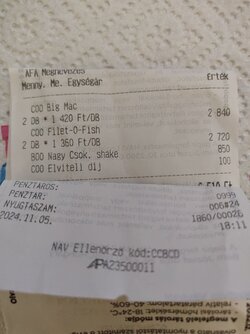 ÁFA Megnevezés
Menny. Me. Egységár Érték
C00 Big Mac
2 DB * 1 420 Ft/DB 2 840
C00 Filet-O-Fish
2 DB * 1 360 Ft/DB 2 720
B00 Nagy Csok. shake 850
C00 Elviteli díj 100
PÉNZTÁROS: 0999
PÉNZTÁR: 006#24
NYUGTASZÁM: 1860/00026
2024.11.05. 18:11
NAV Ellenőrző kód:CCBCD
A23500011